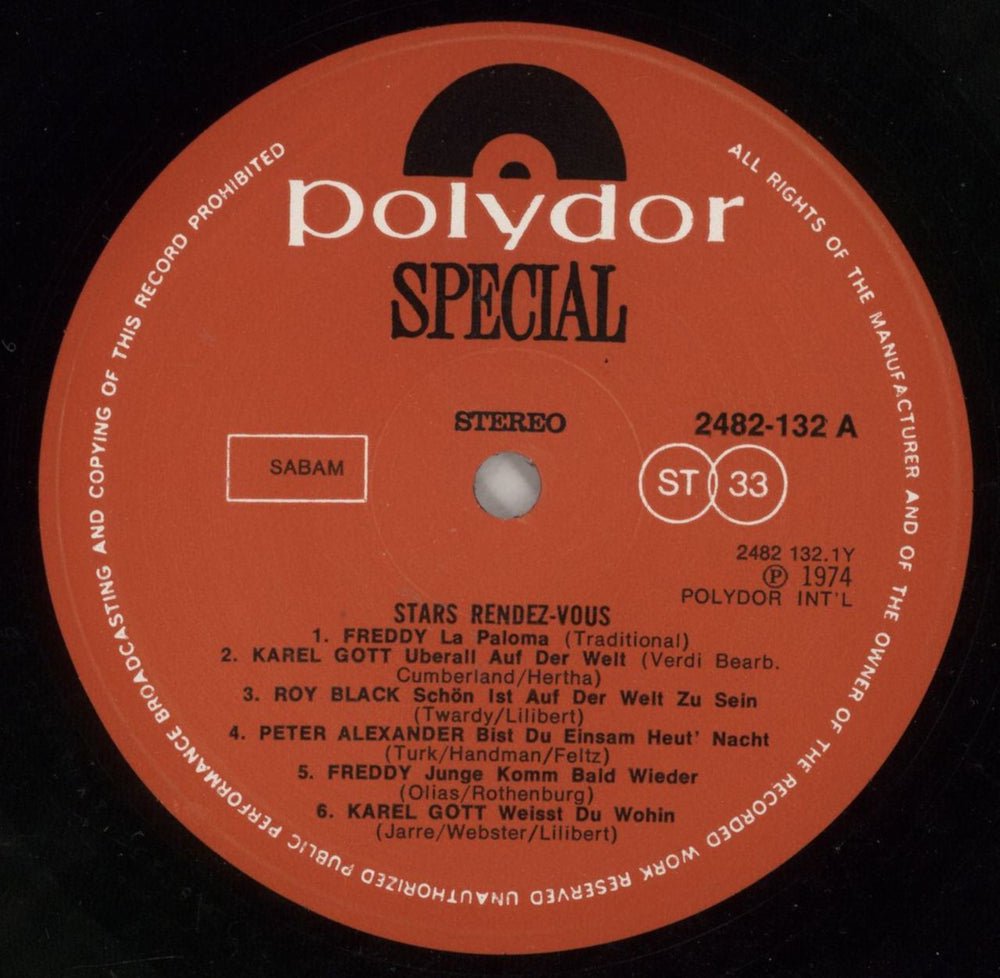 polydor
SPECIAL
STEREO
SABAM
2482-132 A
ST 33
2482 132.1Y
Ⓟ 1974
POLYDOR INT'L
STARS RENDEZ-VOUS
1. FREDDY La Paloma (Traditional)
2. KAREL GOTT Uberall Auf Der Welt (Verdi Bearb.
Cumberland/Hertha)
3. ROY BLACK Schön Ist Auf Der Welt Zu Sein
(Twardy/Lilibert)
4. PETER ALEXANDER Bist Du Einsam Heut' Nacht
(Turk/Handman/Feltz)
5. FREDDY Junge Komm Bald Wieder
(Olias/Rothenburg)
6. KAREL GOTT Weisst Du Wohin
(Jarre/Webster/Lilibert)
ALL RIGHTS OF THE MANUFACTURER AND OF THE OWNER OF THE RECORDED WORK RESERVED UNAUTHORIZED PUBLIC PERFORMANCE BROADCASTING AND COPYING OF THIS RECORD PROHIBITED